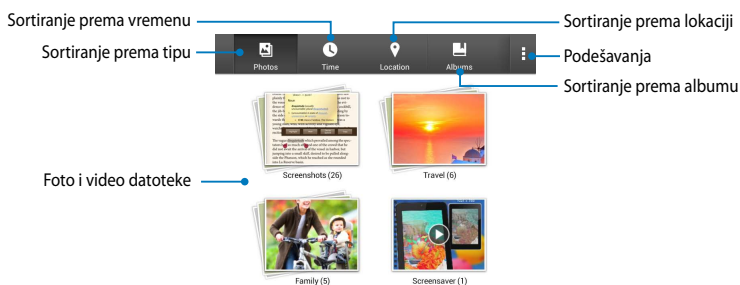 Sortiranje prema vremenu
Sortiranje prema tipu
Foto i video datoteke
Photos
Time
Location
Albums
Sortiranje prema lokaciji
Podešavanja
Sortiranje prema albumu
Screenshots (26)
Travel (6)
Family (5)
Screensaver (1)